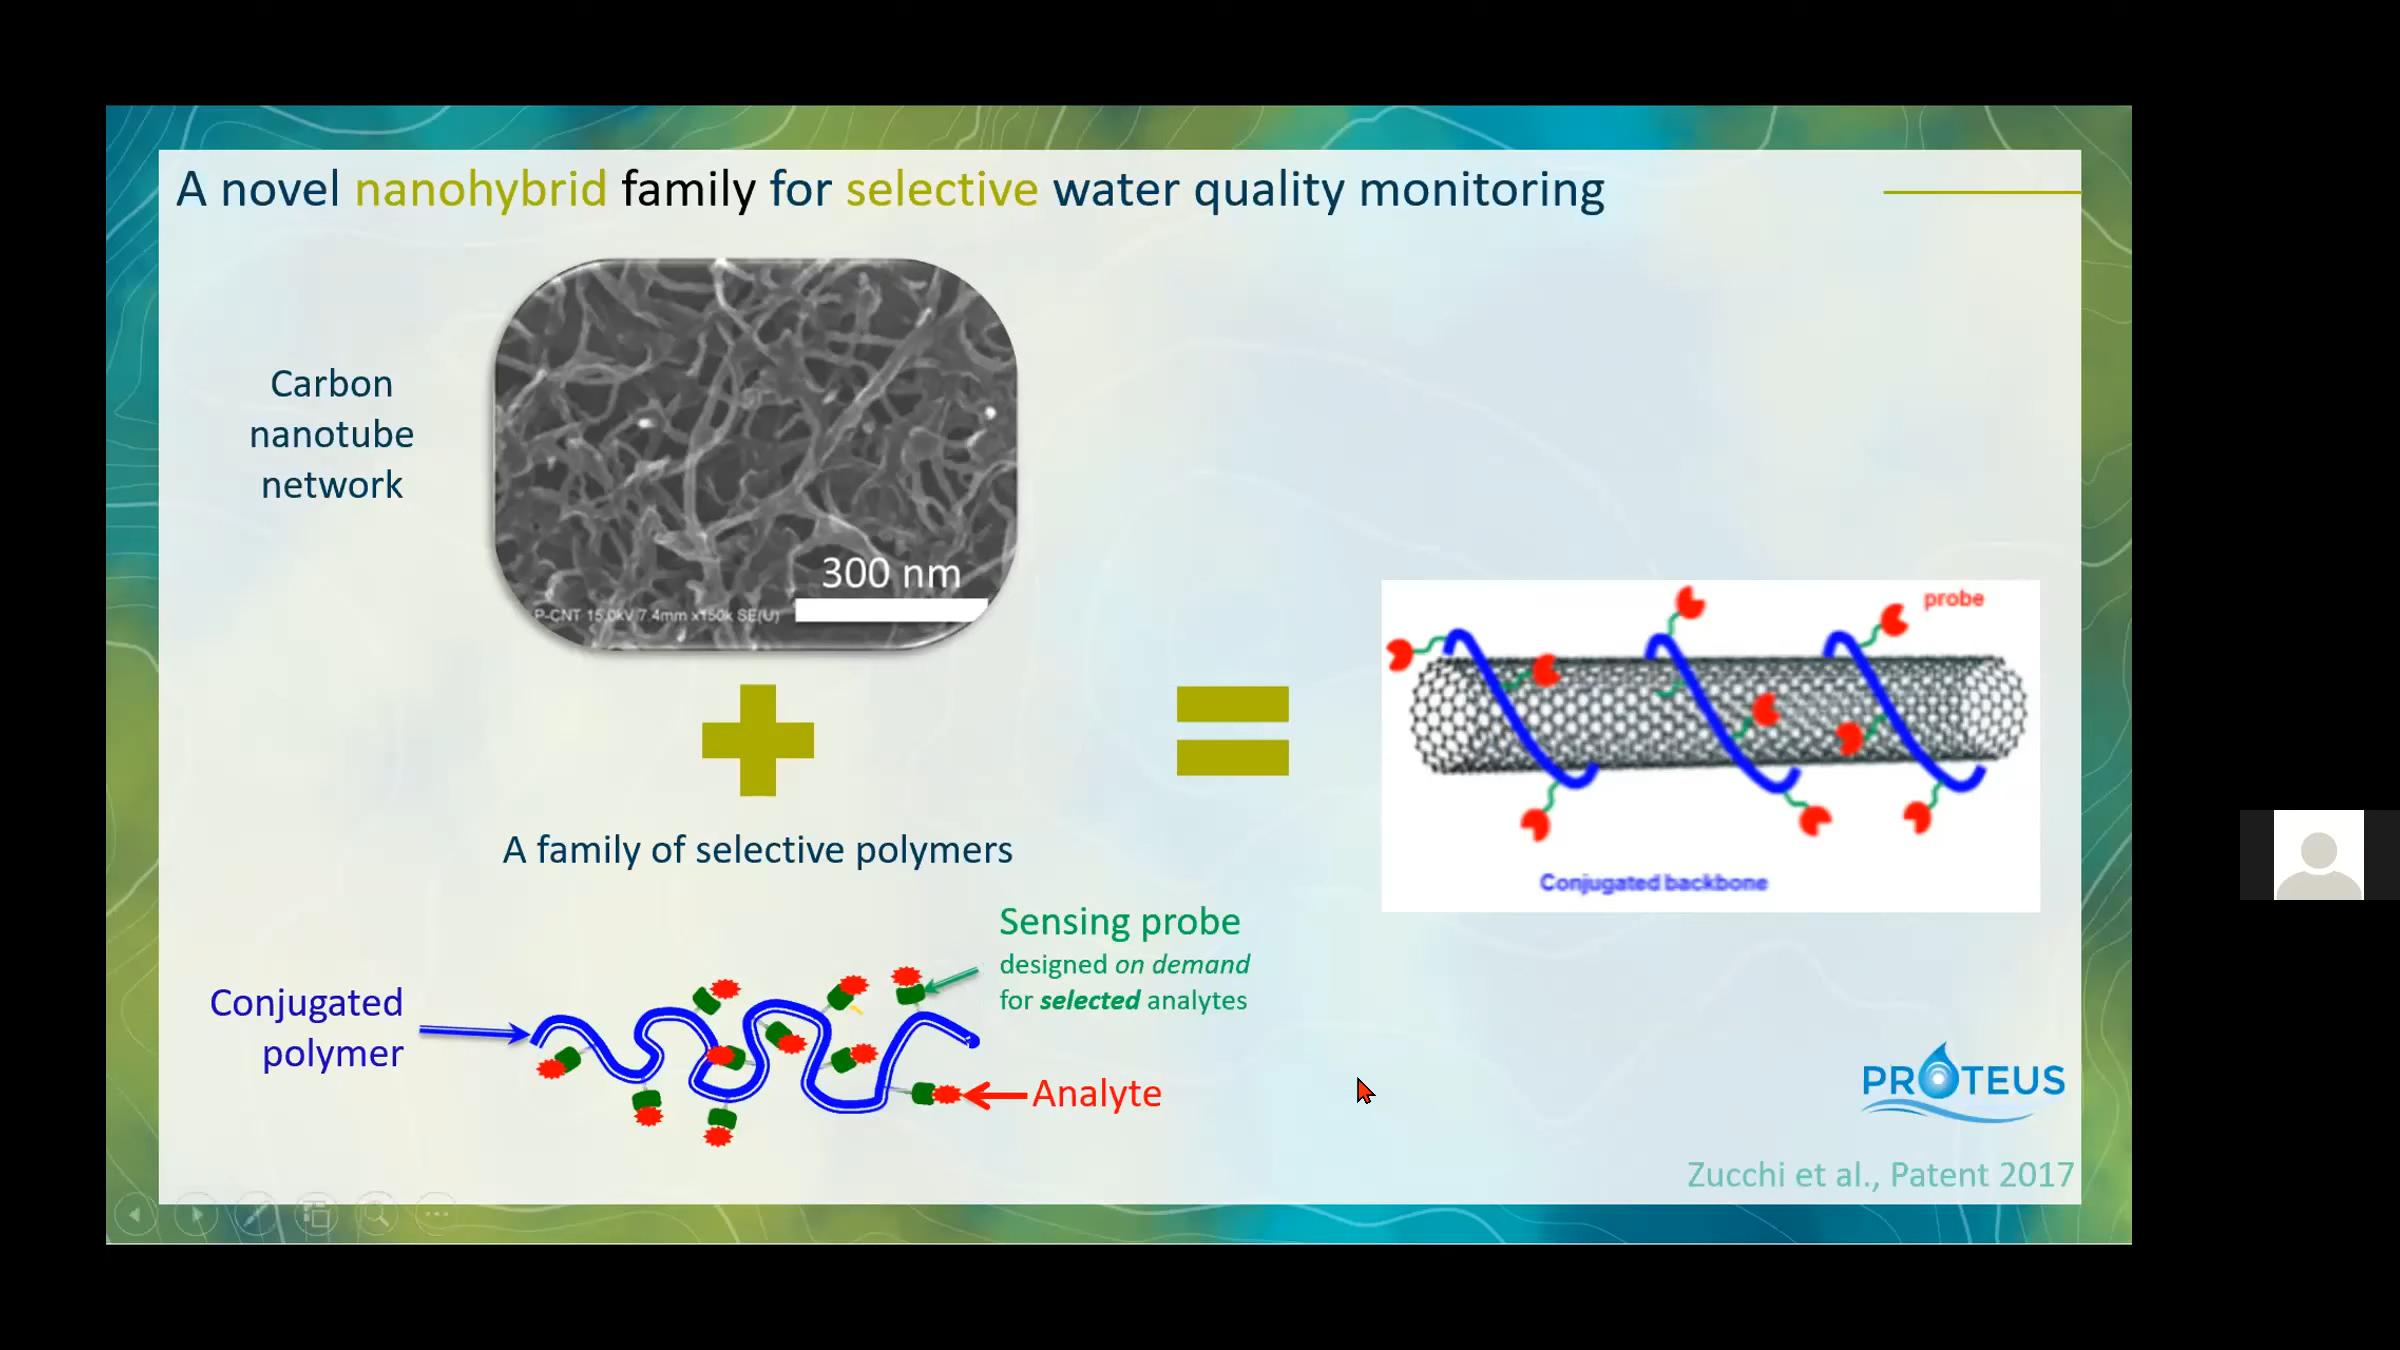 A novel nanohybrid family for selective water quality monitoring
Carbon
nanotube
network
300 nm
P-CNT 15.0kV 7.4mm x150k SE(U)
A family of selective polymers
Sensing probe
designed on demand
for selected analytes
Conjugated
polymer
Analyte
probe
Conjugated backbone
PROTEUS
Zucchi et al., Patent 2017